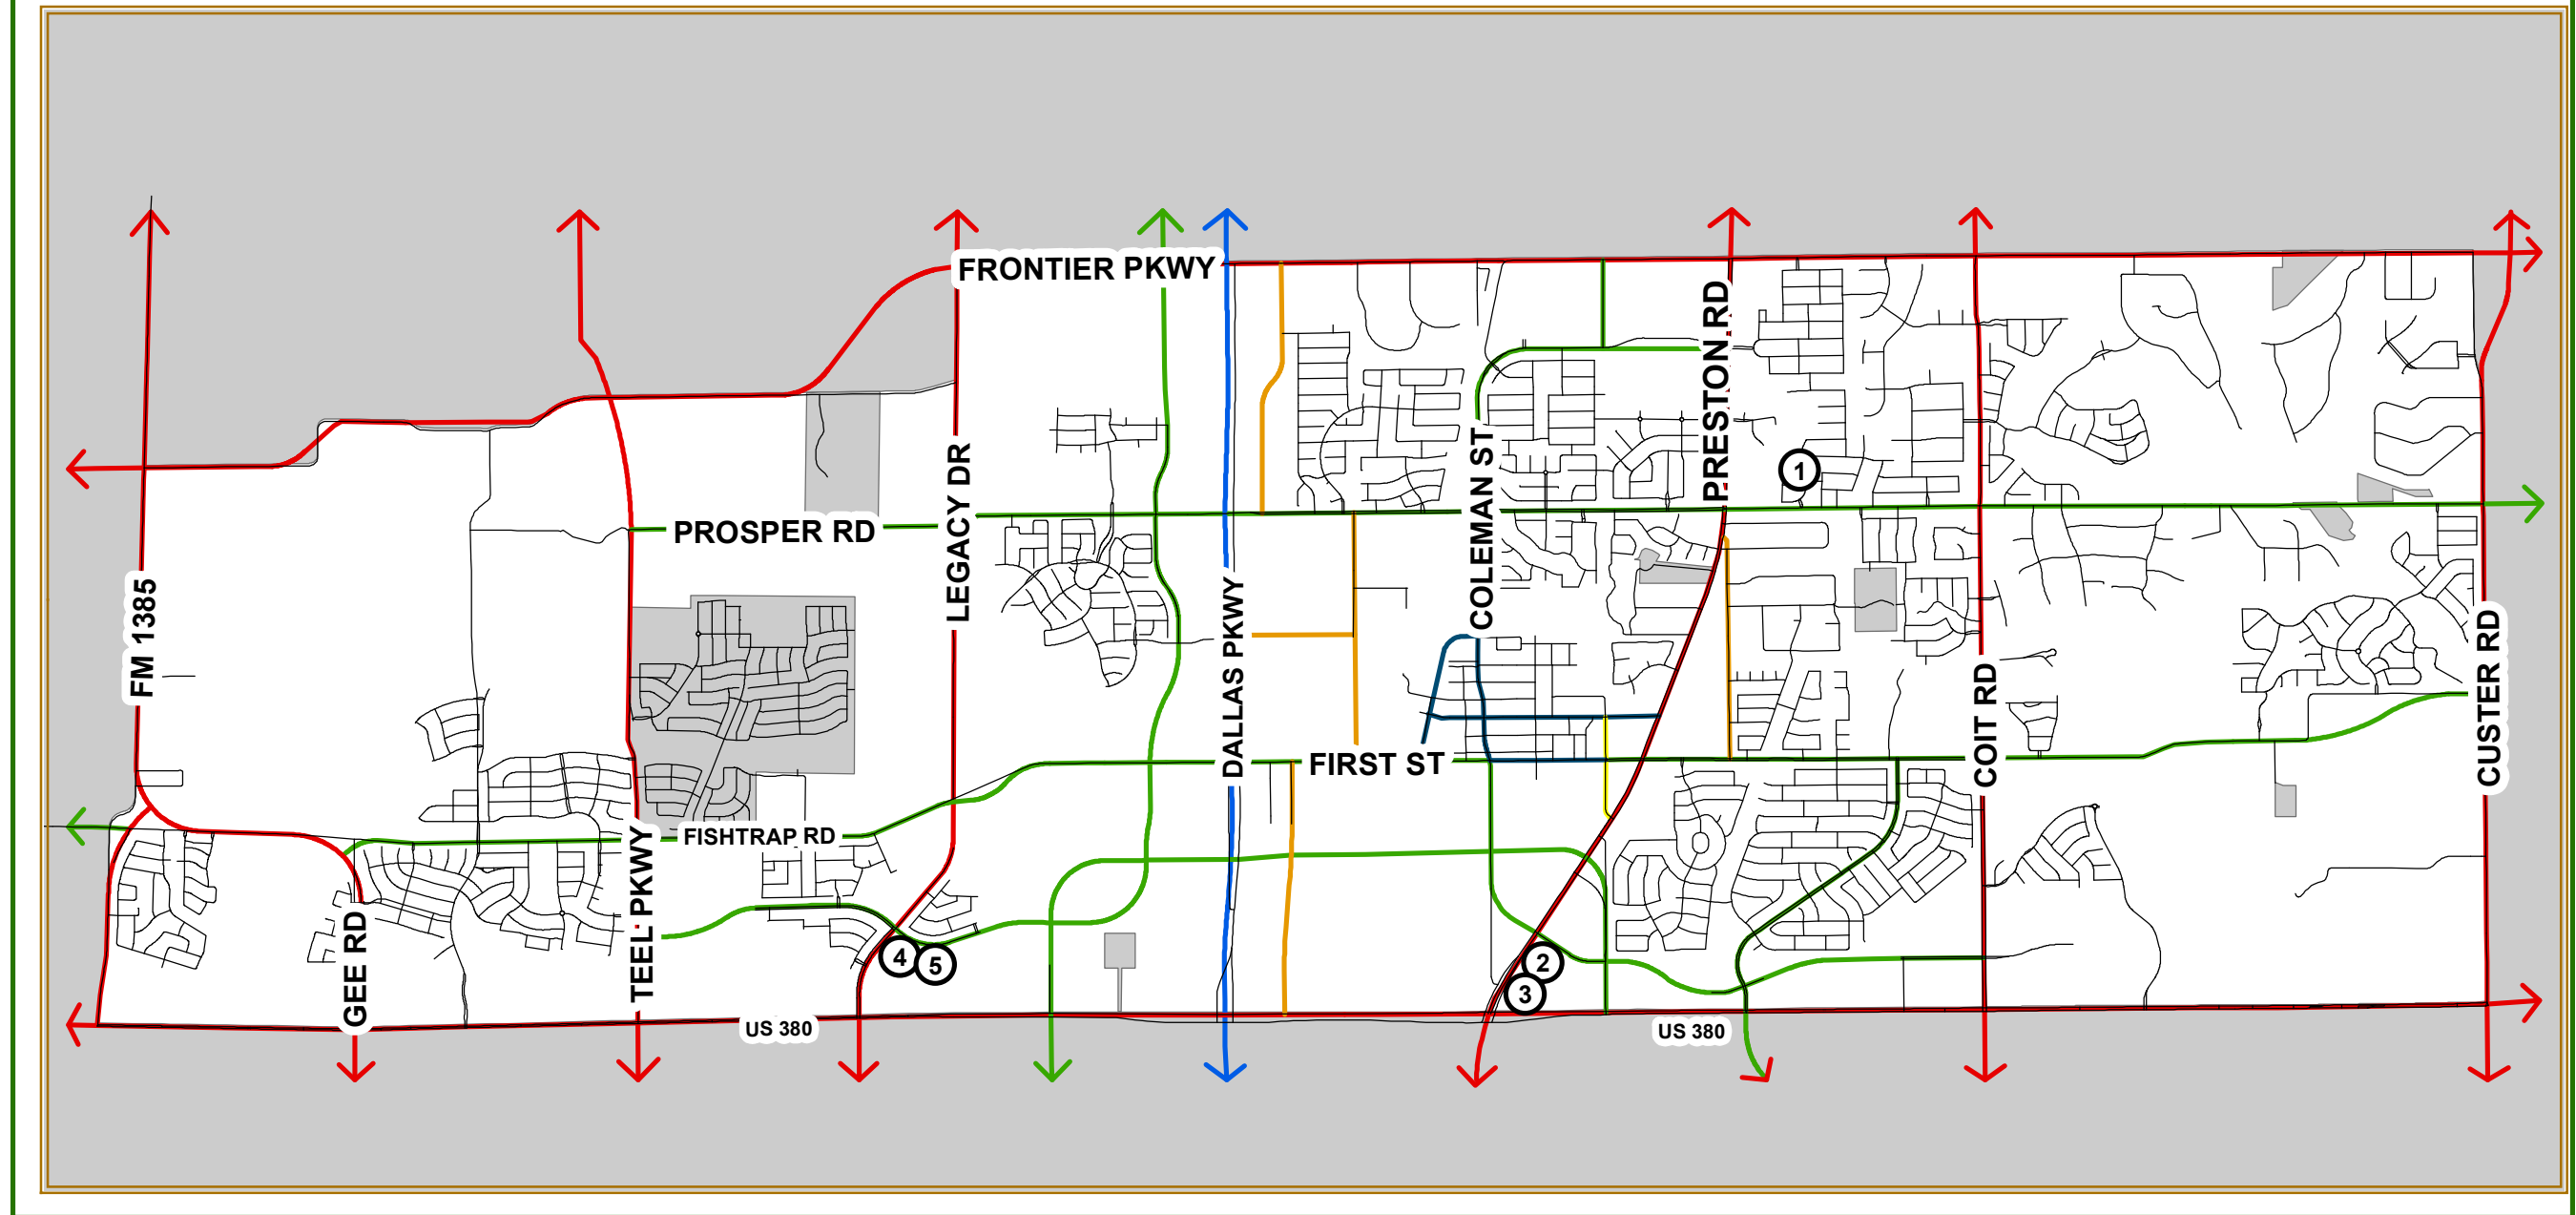 FRONTIER PKWY
PRESTON RD
COLEMAN ST
LEGACY DR
1
PROSPER RD
FM 1385
DALLAS PKWY
CUSTER RD
COIT RD
FIRST ST
FISHTRAP RD
TEEL PKWY
GEE RD
4
5
2
3
US 380
US 380